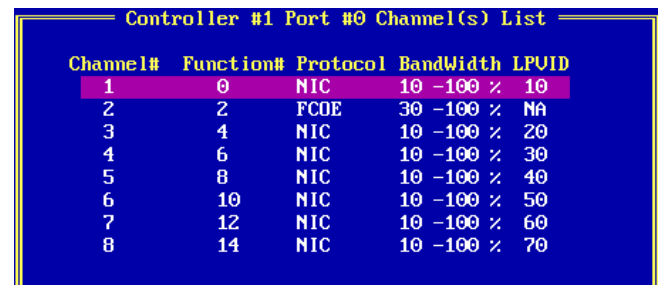 Controller #1 Port #0 Channel(s) List
Channel# Function# Protocol BandWidth LPVID
1 0 NIC 10 -100 % 10
2 2 FCOE 30 -100 % NA
3 4 NIC 10 -100 % 20
4 6 NIC 10 -100 % 30
5 8 NIC 10 -100 % 40
6 10 NIC 10 -100 % 50
7 12 NIC 10 -100 % 60
8 14 NIC 10 -100 % 70